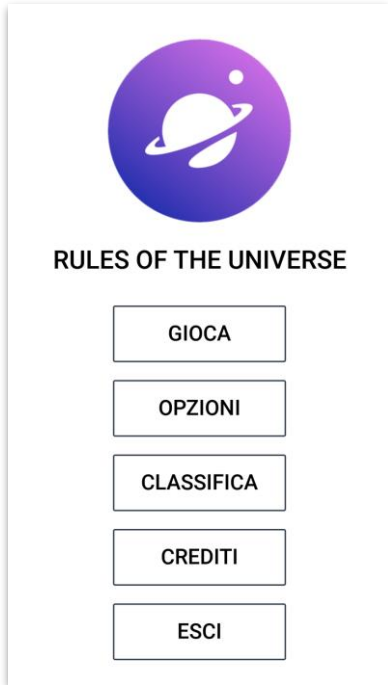 RULES OF THE UNIVERSE
GIOCA
OPZIONI
CLASSIFICA
CREDITI
ESCI